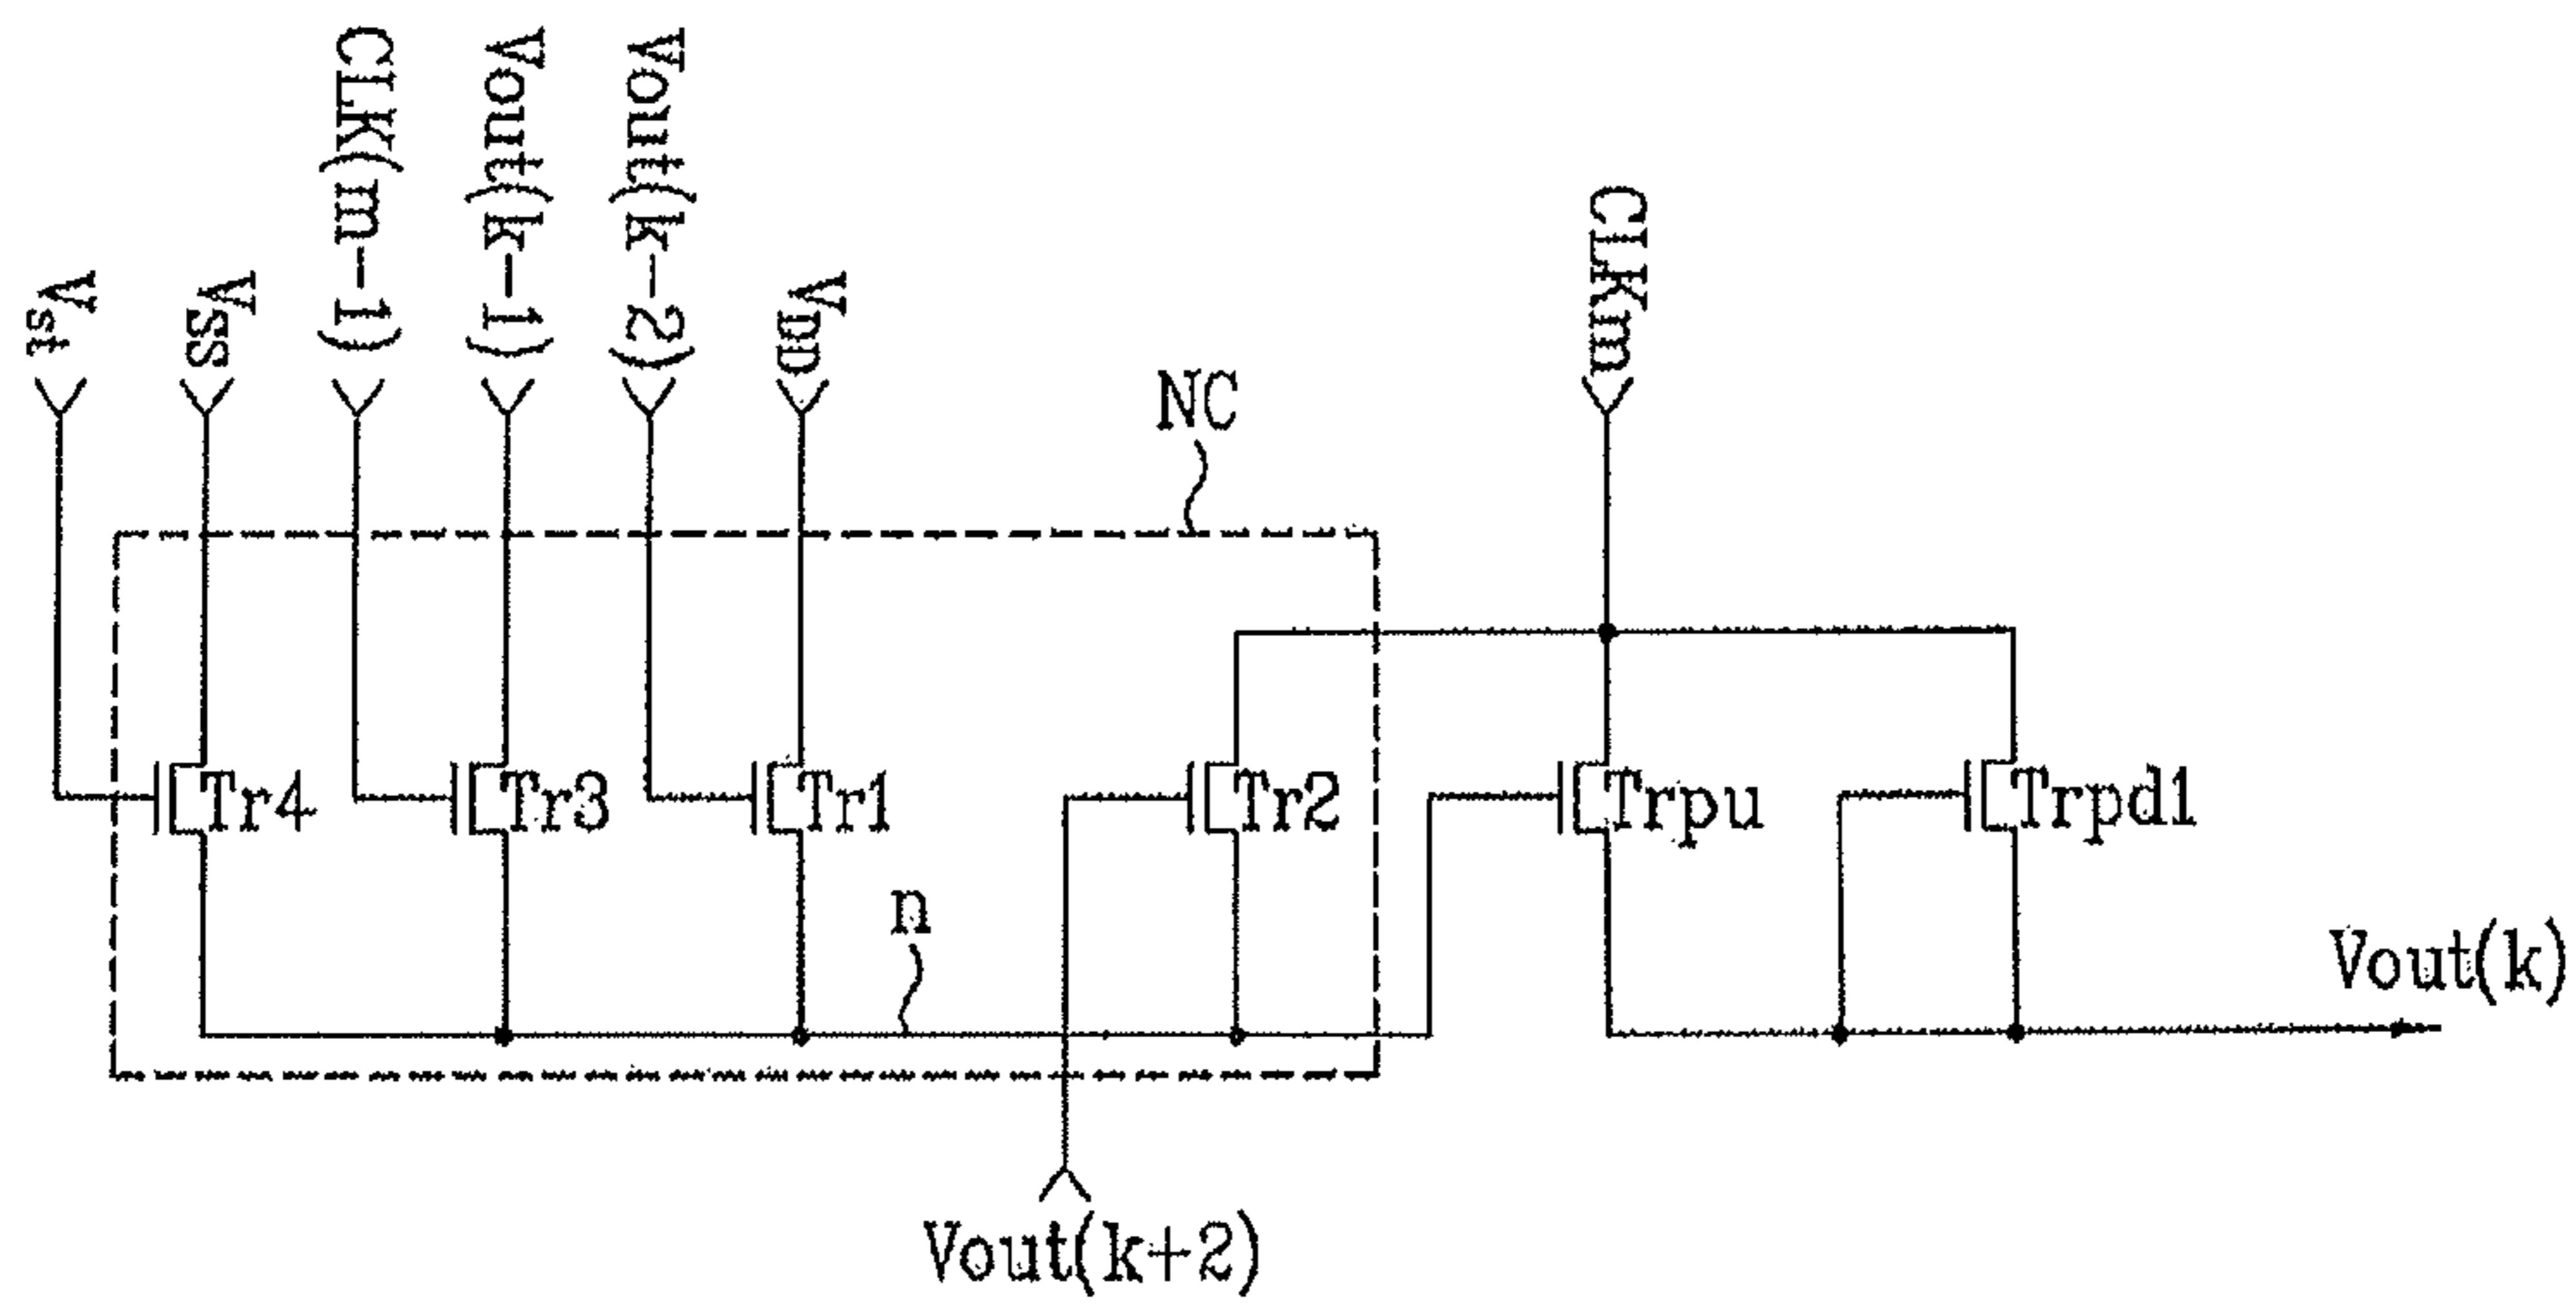 Vst
VSS
CLK(m-1)
Vout(k-1)
Vout(k-2)
VDD
CLKm
NC
Tr4
Tr3
Tr1
Tr2
Trpu
Trpd1
n
Vout(k)
Vout(k+2)